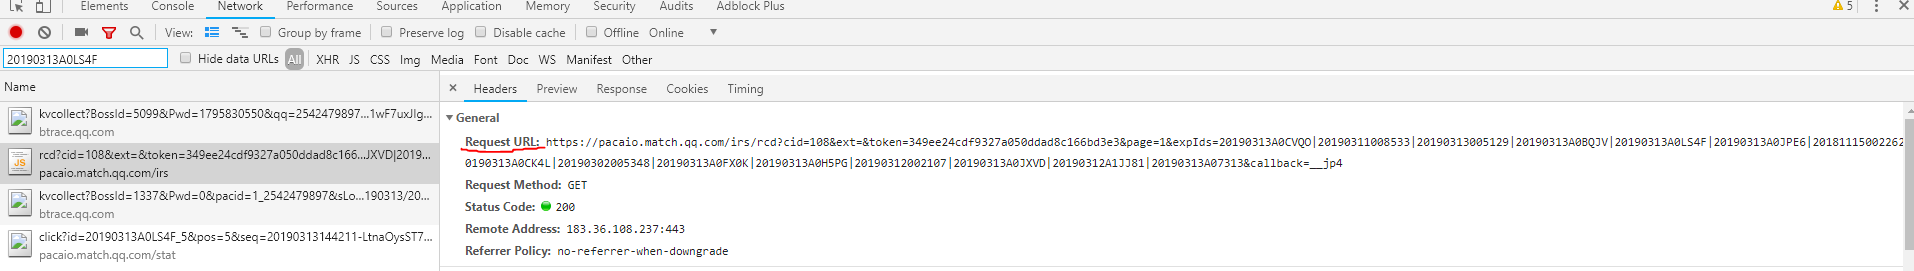 Elements Console Network Performance Sources Application Memory Security Audits Adblock Plus 5
View: Group by frame Preserve log Disable cache Offline Online
20190313A0LS4F Hide data URLs All XHR JS CSS Img Media Font Doc WS Manifest Other
Name
Headers Preview Response Cookies Timing
kvcollect?BossId=5099&Pwd=1795830550&qq=2542479897...1wF7uxJIg...
btrace.qq.com
rcd?cid=108&ext=&token=349ee24cdf9327a050ddad8c166...JXVD|2019...
pacaio.match.qq.com/irs
kvcollect?BossId=1337&Pwd=0&pacid=1_2542479897&sLo...190313/20...
btrace.qq.com
click?id=20190313A0LS4F_5&pos=5&seq=20190313144211-LtnaOysST7...
pacaio.match.qq.com/stat
General
Request URL: https://pacaio.match.qq.com/irs/rcd?cid=108&ext=&token=349ee24cdf9327a050ddad8c166bd3e3&page=1&expIds=20190313A0CVQO|20190311008533|20190313005129|20190313A0BQJV|20190313A0LS4F|20190313A0JPE6|2018111500226
0190313A0CK4L|20190302005348|20190313A0FX0K|20190313A0H5PG|20190312002107|20190313A0JXVD|20190312A1JJ81|20190313A07313&callback=__jp4
Request Method: GET
Status Code: 200
Remote Address: 183.36.108.237:443
Referrer Policy: no-referrer-when-downgrade